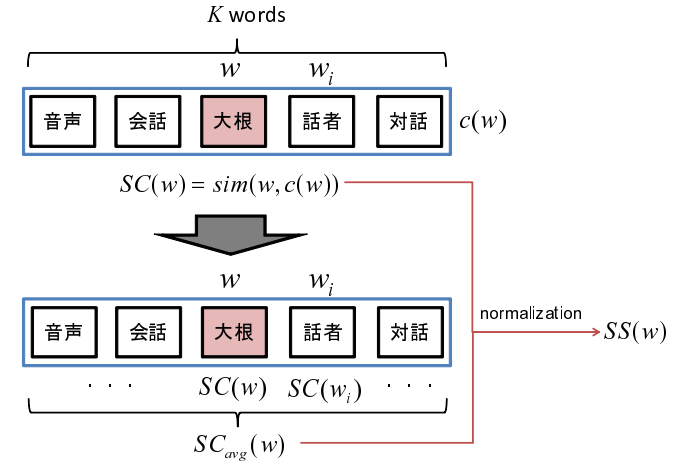 K words
w w_i
音声 会話 大根 話者 対話 c(w)
SC(w) = sim(w, c(w))
w w_i
音声 会話 大根 話者 対話
normalization
SS(w)
· · · SC(w) SC(w_i) · · ·
SC_avg(w)